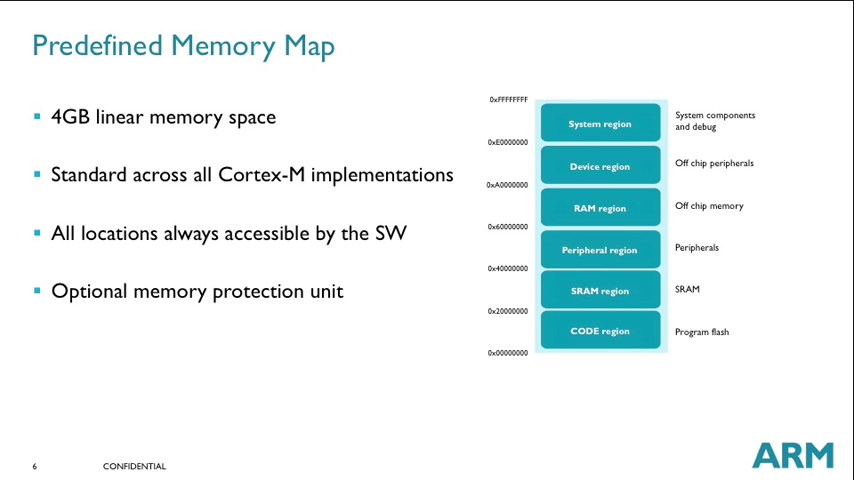 Predefined Memory Map
4GB linear memory space
Standard across all Cortex-M implementations
All locations always accessible by the SW
Optional memory protection unit
0xFFFFFFFF
System region
System components
and debug
0xE0000000
Device region
Off chip peripherals
0xA0000000
RAM region
Off chip memory
0x60000000
Peripheral region
Peripherals
0x40000000
SRAM region
SRAM
0x20000000
CODE region
Program flash
0x00000000
6
CONFIDENTIAL
ARM